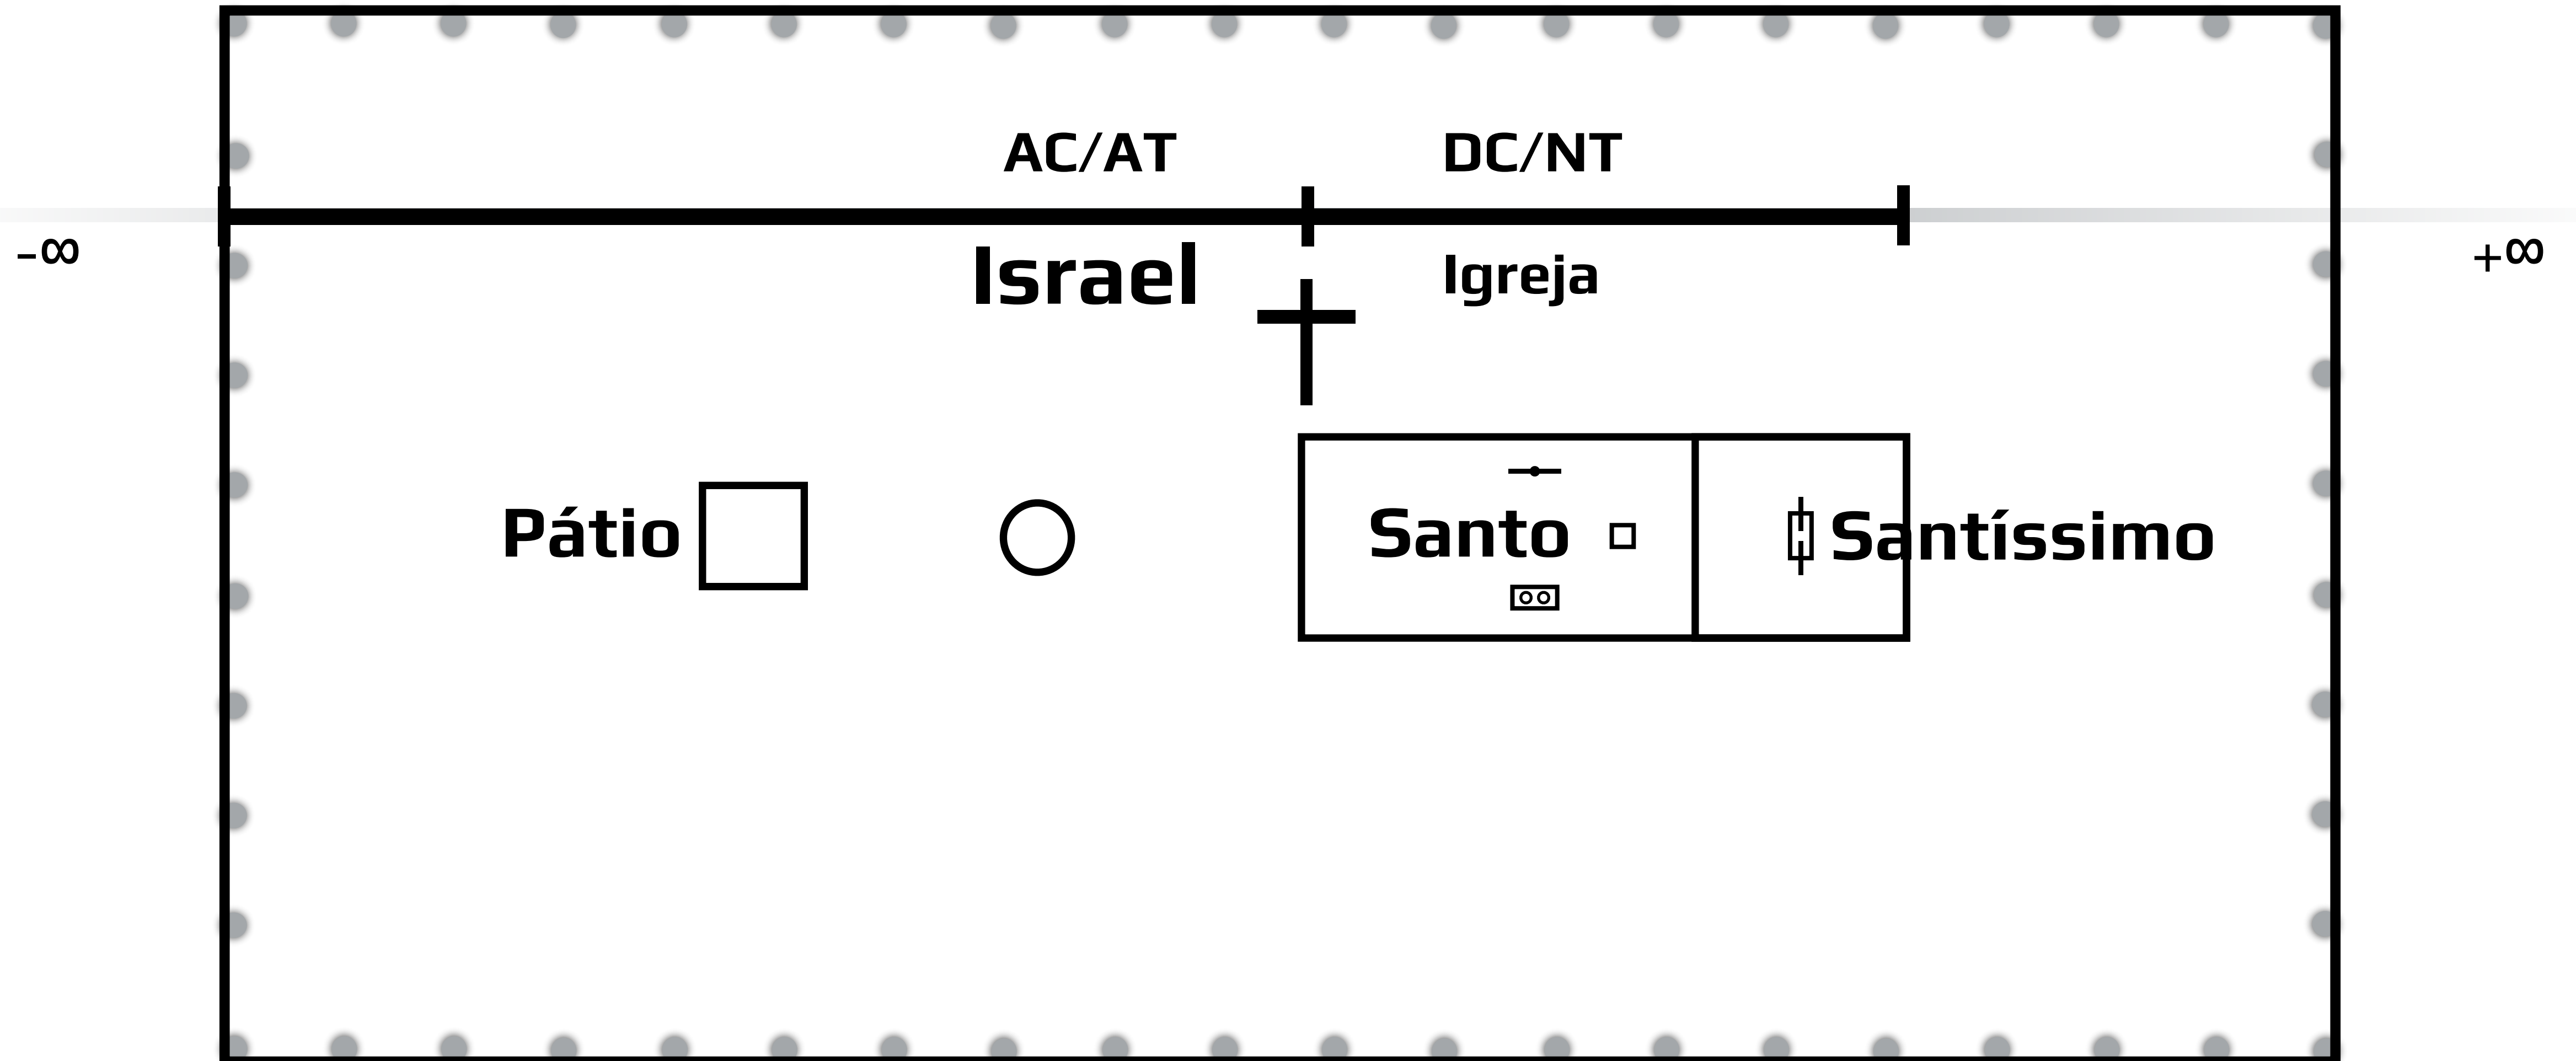 AC/AT
DC/NT
-∞
Israel
Igreja
+∞
Pátio
Santo
Santíssimo